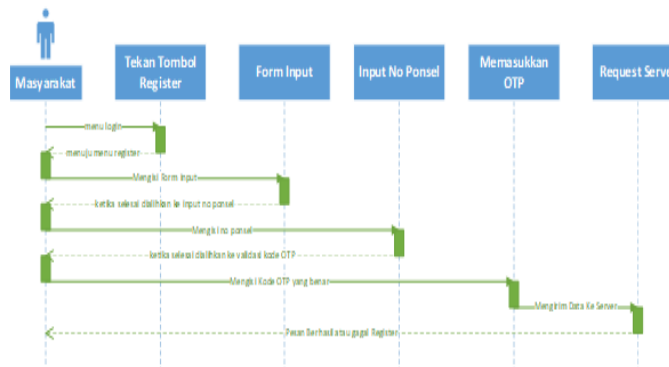 Masyarakat
Tekan Tombol
Register
Form Input
Input No Ponsel
Memasukkan
OTP
Request Serve
menu login
menuju menu register
Mengisi Form Input
ketika selesai dialihkan ke input no ponsel
Mengisi no ponsel
ketika selesai dialihkan ke validasi kode OTP
Mengisi Kode OTP yang benar
Mengirim Data Ke Server
Pesan Berhasil atau gagal Register